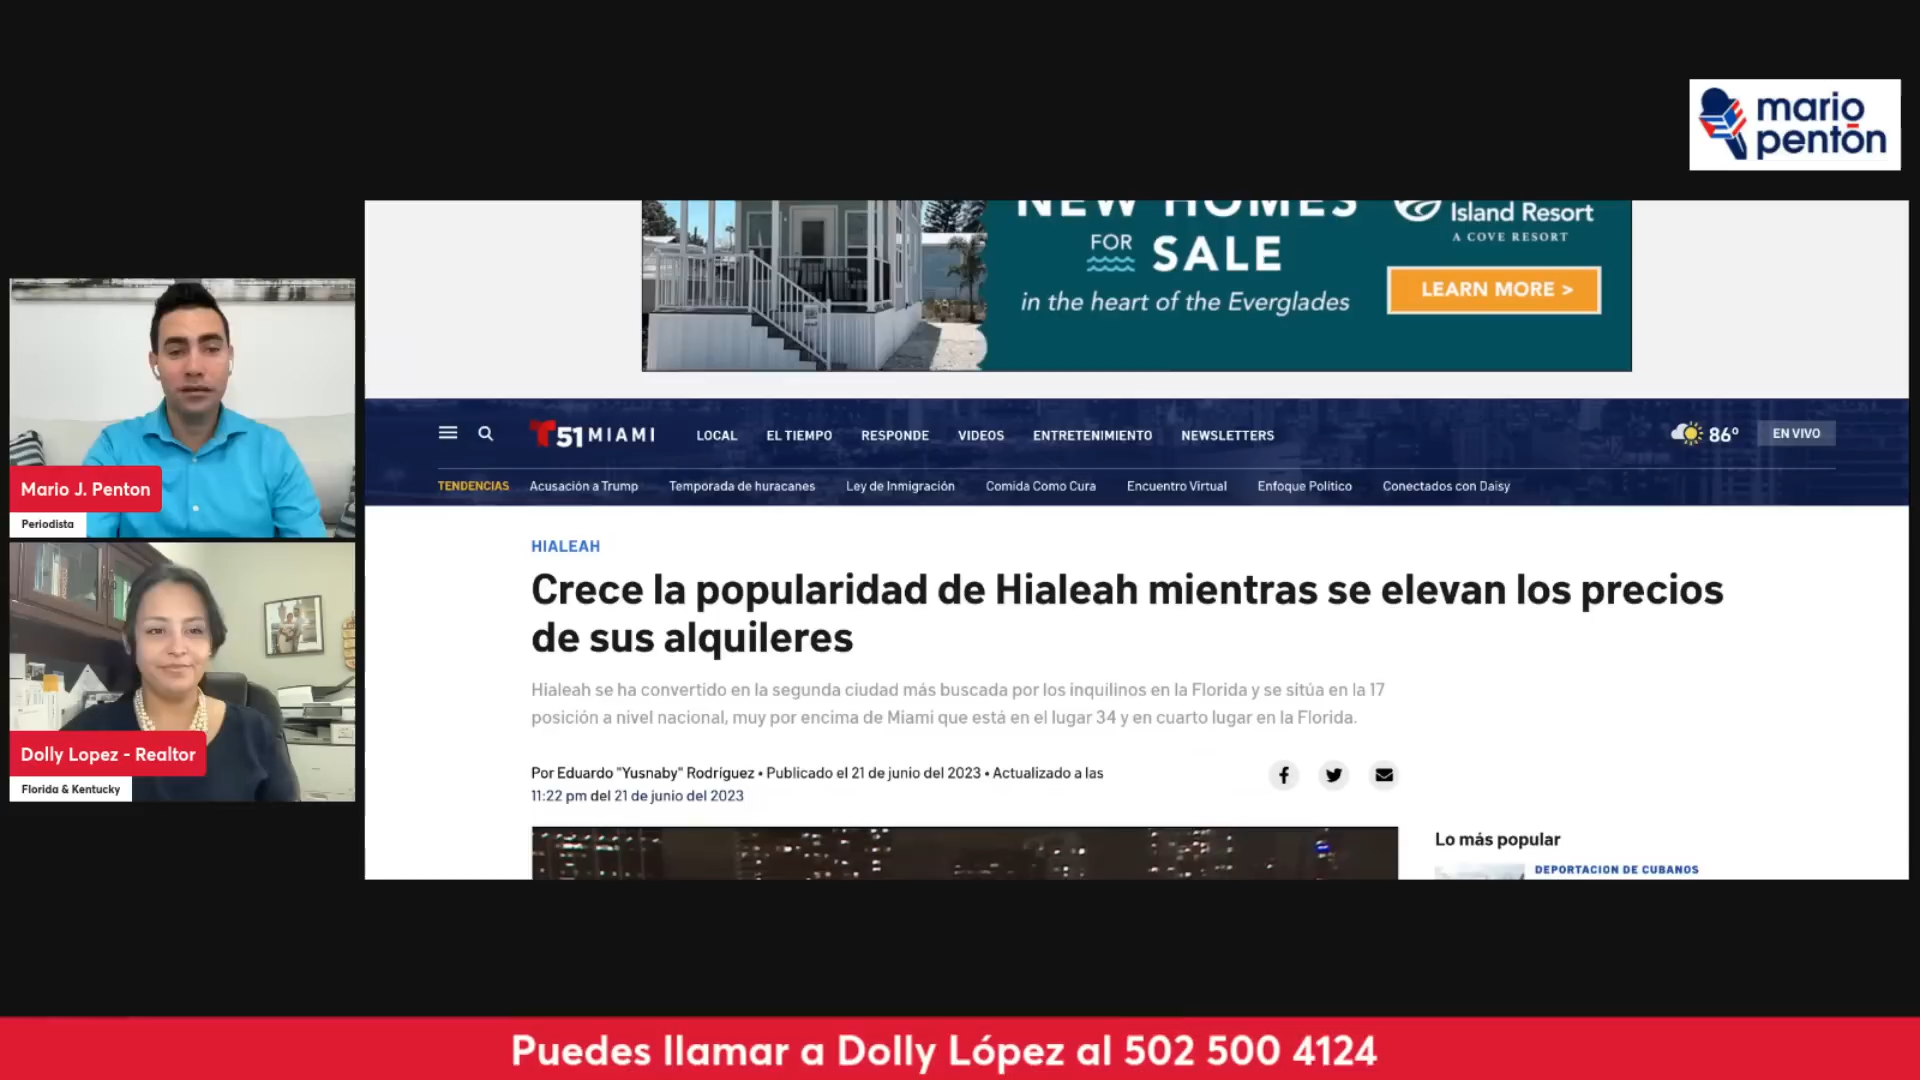 mario
pentón
NEW HOMES
FOR
SALE
in the heart of the Everglades
Island Resort
A COVE RESORT
LEARN MORE >
51 MIAMI
LOCAL
EL TIEMPO
RESPONDE
VIDEOS
ENTRETENIMIENTO
NEWSLETTERS
86º
EN VIVO
TENDENCIAS
Acusación a Trump
Temporada de huracanes
Ley de Inmigración
Comida Como Cura
Encuentro Virtual
Enfoque Politico
Conectados con Daisy
HIALEAH
Crece la popularidad de Hialeah mientras se elevan los precios
de sus alquileres
Hialeah se ha convertido en la segunda ciudad más buscada por los inquilinos en la Florida y se sitúa en la 17
posición a nivel nacional, muy por encima de Miami que está en el lugar 34 y en cuarto lugar en la Florida.
Por Eduardo "Yusnaby" Rodríguez • Publicado el 21 de junio del 2023 • Actualizado a las
11:22 pm del 21 de junio del 2023
Lo más popular
DEPORTACION DE CUBANOS
Mario J. Penton
Periodista
Dolly Lopez - Realtor
Florida & Kentucky
Puedes llamar a Dolly López al 502 500 4124